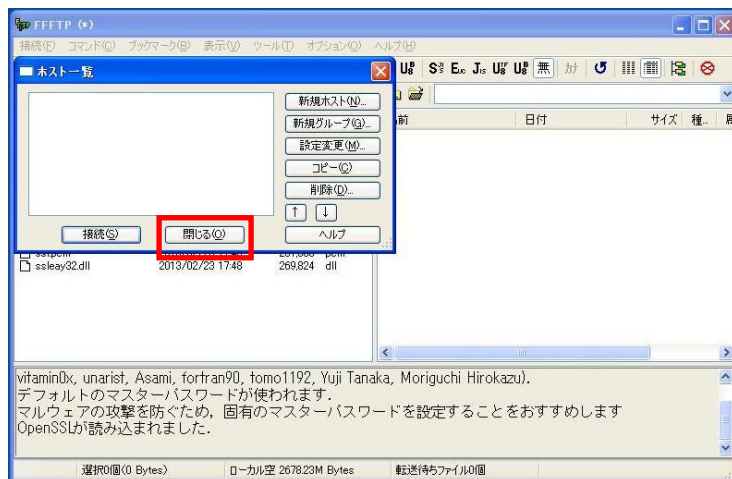 FFFTP (*)
接続(F) コマンド(C) ブックマーク(B) 表示(V) ツール(T) オプション(O) ヘルプ(H)
ホスト一覧
新規ホスト(N)...
新規グループ(G)...
設定変更(M)...
コピー(C)
削除(D)...
↑ ↓
接続(S) 閉じる(O) ヘルプ
無
日付 サイズ 種...
ssleay32.dll 2013/02/23 17:48 269,824 dll
vitamin0x, unarist, Asami, fortran90, tomo1192, Yuji Tanaka, Moriguchi Hirokazu).
デフォルトのマスターパスワードが使われます.
マルウェアの攻撃を防ぐため, 固有のマスターパスワードを設定することをおすすめします
OpenSSLが読み込まれました.
選択0個(0 Bytes) ローカル空 2678.23M Bytes 転送待ちファイル0個